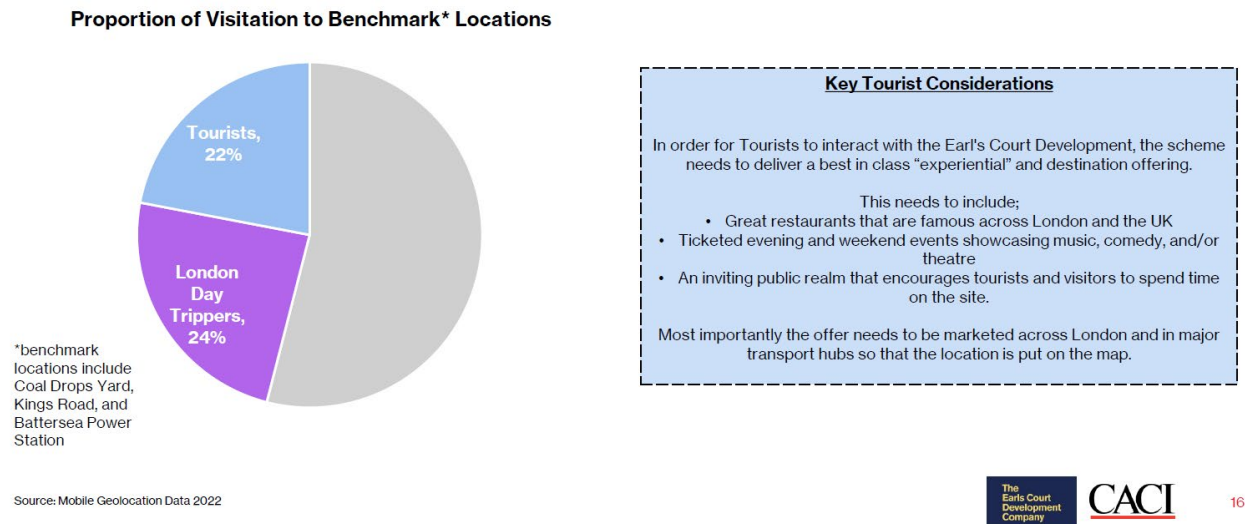 Proportion of Visitation to Benchmark* Locations
Tourists,
22%
London
Day
Trippers,
24%
*benchmark
locations include
Coal Drops Yard,
Kings Road, and
Battersea Power
Station
Key Tourist Considerations
In order for Tourists to interact with the Earl's Court Development, the scheme
needs to deliver a best in class “experiential” and destination offering.
This needs to include;
• Great restaurants that are famous across London and the UK
• Ticketed evening and weekend events showcasing music, comedy, and/or
theatre
• An inviting public realm that encourages tourists and visitors to spend time
on the site.
Most importantly the offer needs to be marketed across London and in major
transport hubs so that the location is put on the map.
Source: Mobile Geolocation Data 2022
The
Earls Court
Development
Company
CACI
16